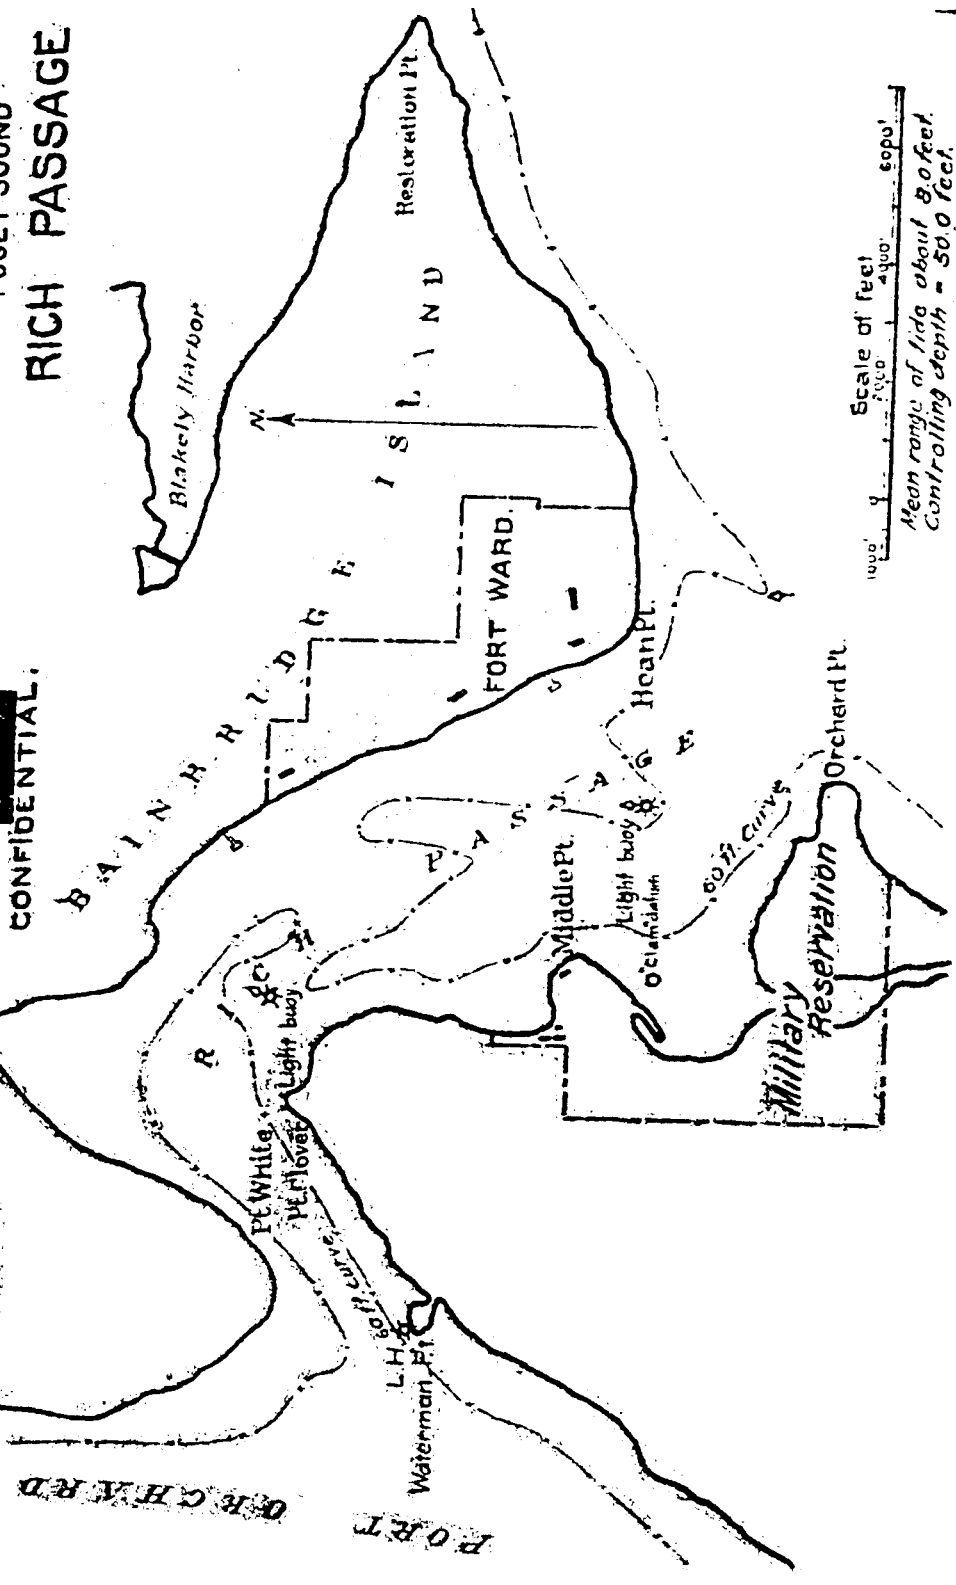 PUGET SOUND
RICH PASSAGE
CONFIDENTIAL.
Blakely Harbor
N.
BAINBRIDGE
ISLAND
Restoration Pt.
FORT WARD.
Bean Pt.
RICH
PASSAGE
Pt. White
Pt. Glover
Light buoy
Middle Pt.
Light buoy
60 ft. curve
60 ft. curve
Orchard Pt.
Military
Reservation
L.H.
Waterman Pt.
PORT
ORCHARD
Scale of feet
1000' 0 2000 4000' 6000'
Mean range of tide about 8.0 feet.
Controlling depth = 50.0 feet.